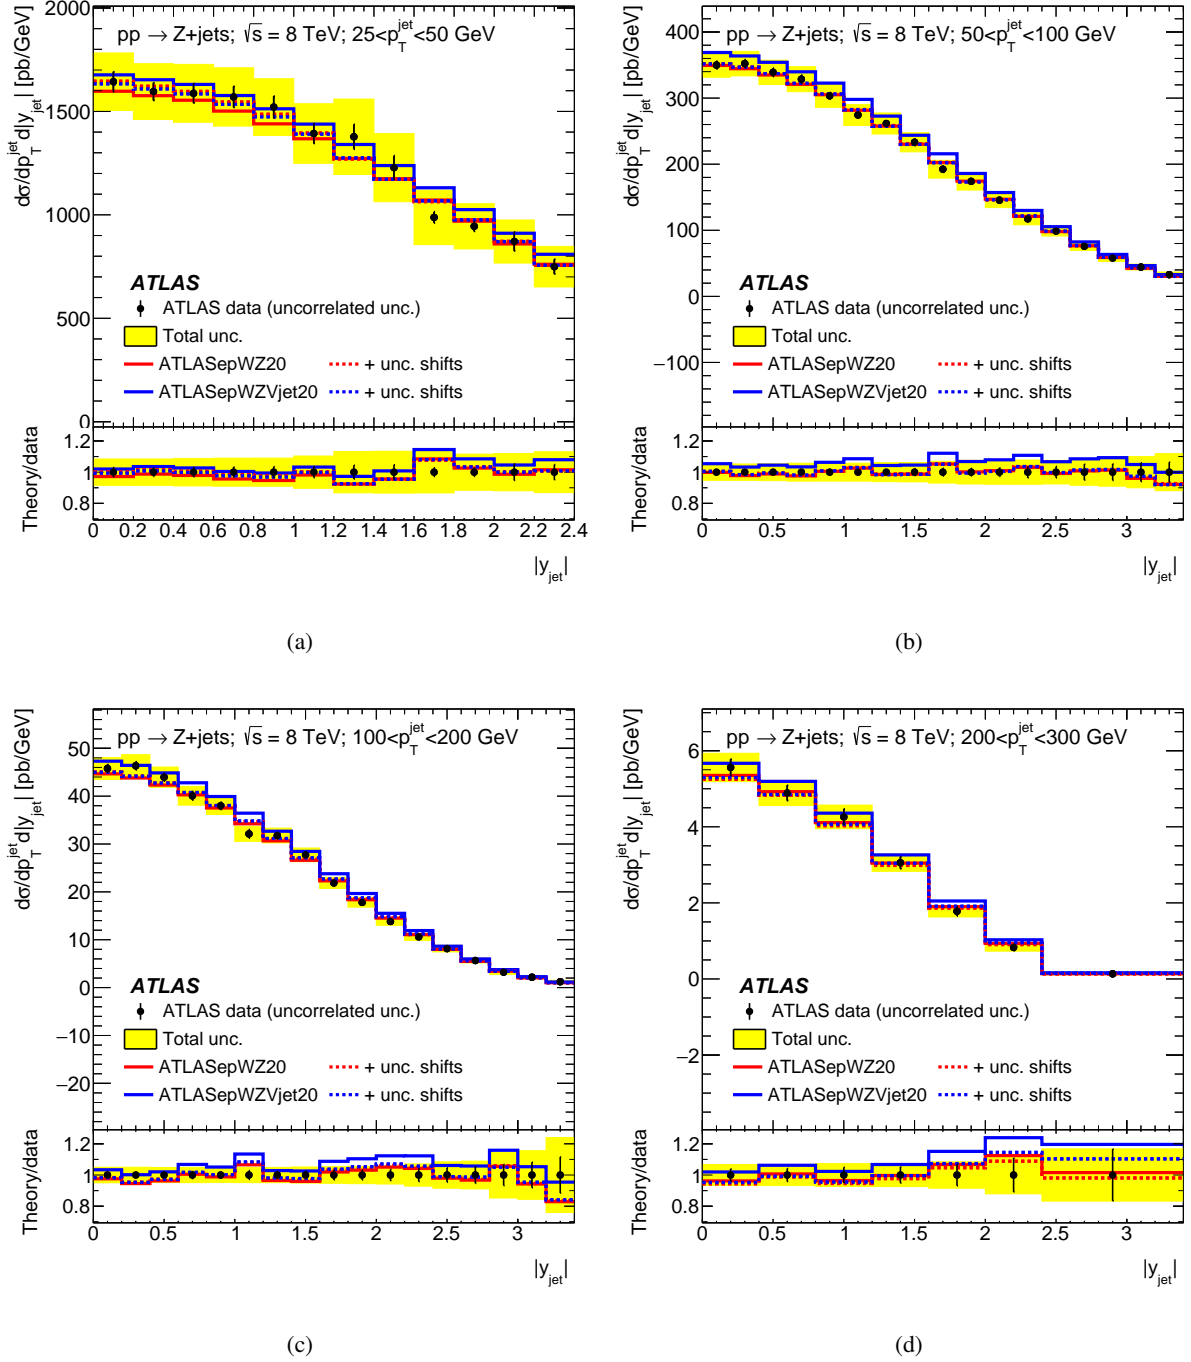 pp → Z+jets; √s = 8 TeV; 25<p_T^jet<50 GeV
dσ/dp_T^jet d|y_jet| [pb/GeV]
2000
1500
1000
500
0
ATLAS
ATLAS data (uncorrelated unc.)
Total unc.
ATLASepWZ20 + unc. shifts
ATLASepWZVjet20 + unc. shifts
Theory/data
1.2
1
0.8
0 0.2 0.4 0.6 0.8 1 1.2 1.4 1.6 1.8 2 2.2 2.4
|y_jet|
(a)
pp → Z+jets; √s = 8 TeV; 50<p_T^jet<100 GeV
dσ/dp_T^jet d|y_jet| [pb/GeV]
400
300
200
100
0
−100
ATLAS
ATLAS data (uncorrelated unc.)
Total unc.
ATLASepWZ20 + unc. shifts
ATLASepWZVjet20 + unc. shifts
Theory/data
1.2
1
0.8
0 0.5 1 1.5 2 2.5 3
|y_jet|
(b)
pp → Z+jets; √s = 8 TeV; 100<p_T^jet<200 GeV
dσ/dp_T^jet d|y_jet| [pb/GeV]
50
40
30
20
10
0
−10
−20
ATLAS
ATLAS data (uncorrelated unc.)
Total unc.
ATLASepWZ20 + unc. shifts
ATLASepWZVjet20 + unc. shifts
Theory/data
1.2
1
0.8
0 0.5 1 1.5 2 2.5 3
|y_jet|
(c)
pp → Z+jets; √s = 8 TeV; 200<p_T^jet<300 GeV
dσ/dp_T^jet d|y_jet| [pb/GeV]
6
4
2
0
−2
ATLAS
ATLAS data (uncorrelated unc.)
Total unc.
ATLASepWZ20 + unc. shifts
ATLASepWZVjet20 + unc. shifts
Theory/data
1.2
1
0.8
0 0.5 1 1.5 2 2.5 3
|y_jet|
(d)